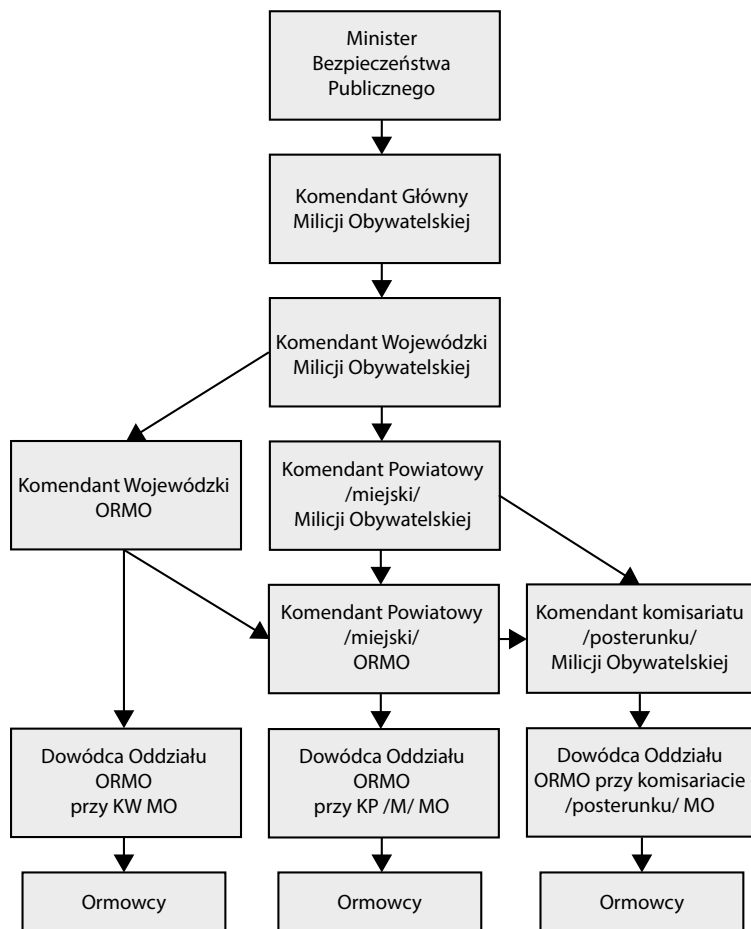 Minister
Bezpieczeństwa
Publicznego
Komendant Główny
Milicji Obywatelskiej
Komendant Wojewódzki
Milicji Obywatelskiej
Komendant Wojewódzki
ORMO
Komendant Powiatowy
/miejski/
Milicji Obywatelskiej
Komendant Powiatowy
/miejski/
ORMO
Komendant komisariatu
/posterunku/
Milicji Obywatelskiej
Dowódca Oddziału
ORMO
przy KW MO
Dowódca Oddziału
ORMO
przy KP /M/ MO
Dowódca Oddziału
ORMO przy komisariacie
/posterunku/ MO
Ormowcy
Ormowcy
Ormowcy